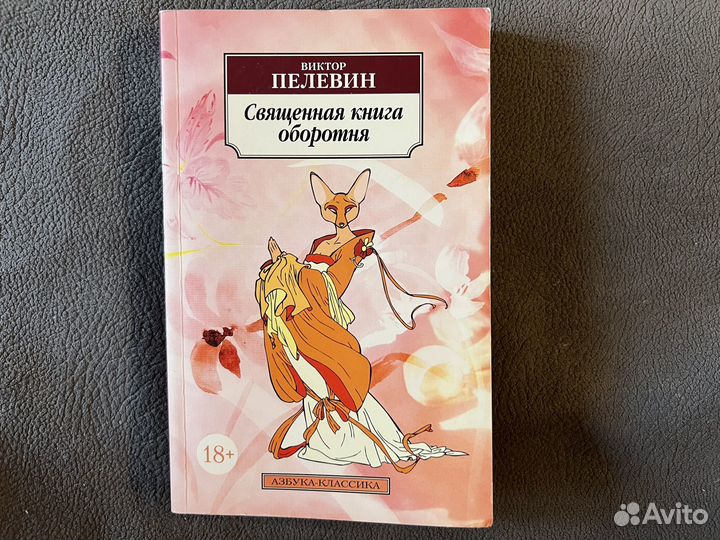 ВИКТОР
ПЕЛЕВИН
Священная книга
оборотня
18+
АЗБУКА-КЛАССИКА
Avito